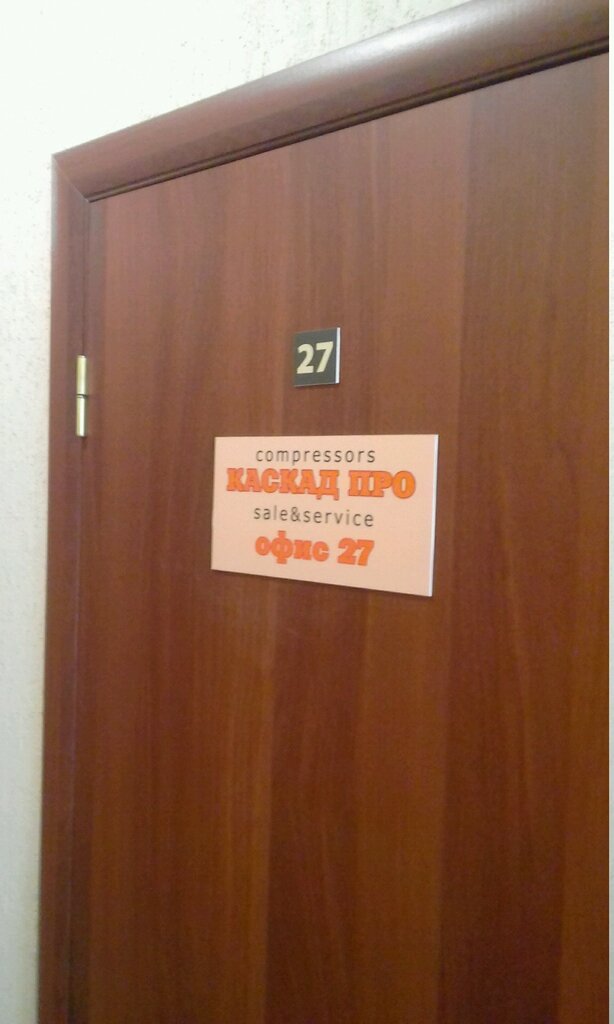 27
compressors
КАСКАД ПРО
sale&service
офис 27